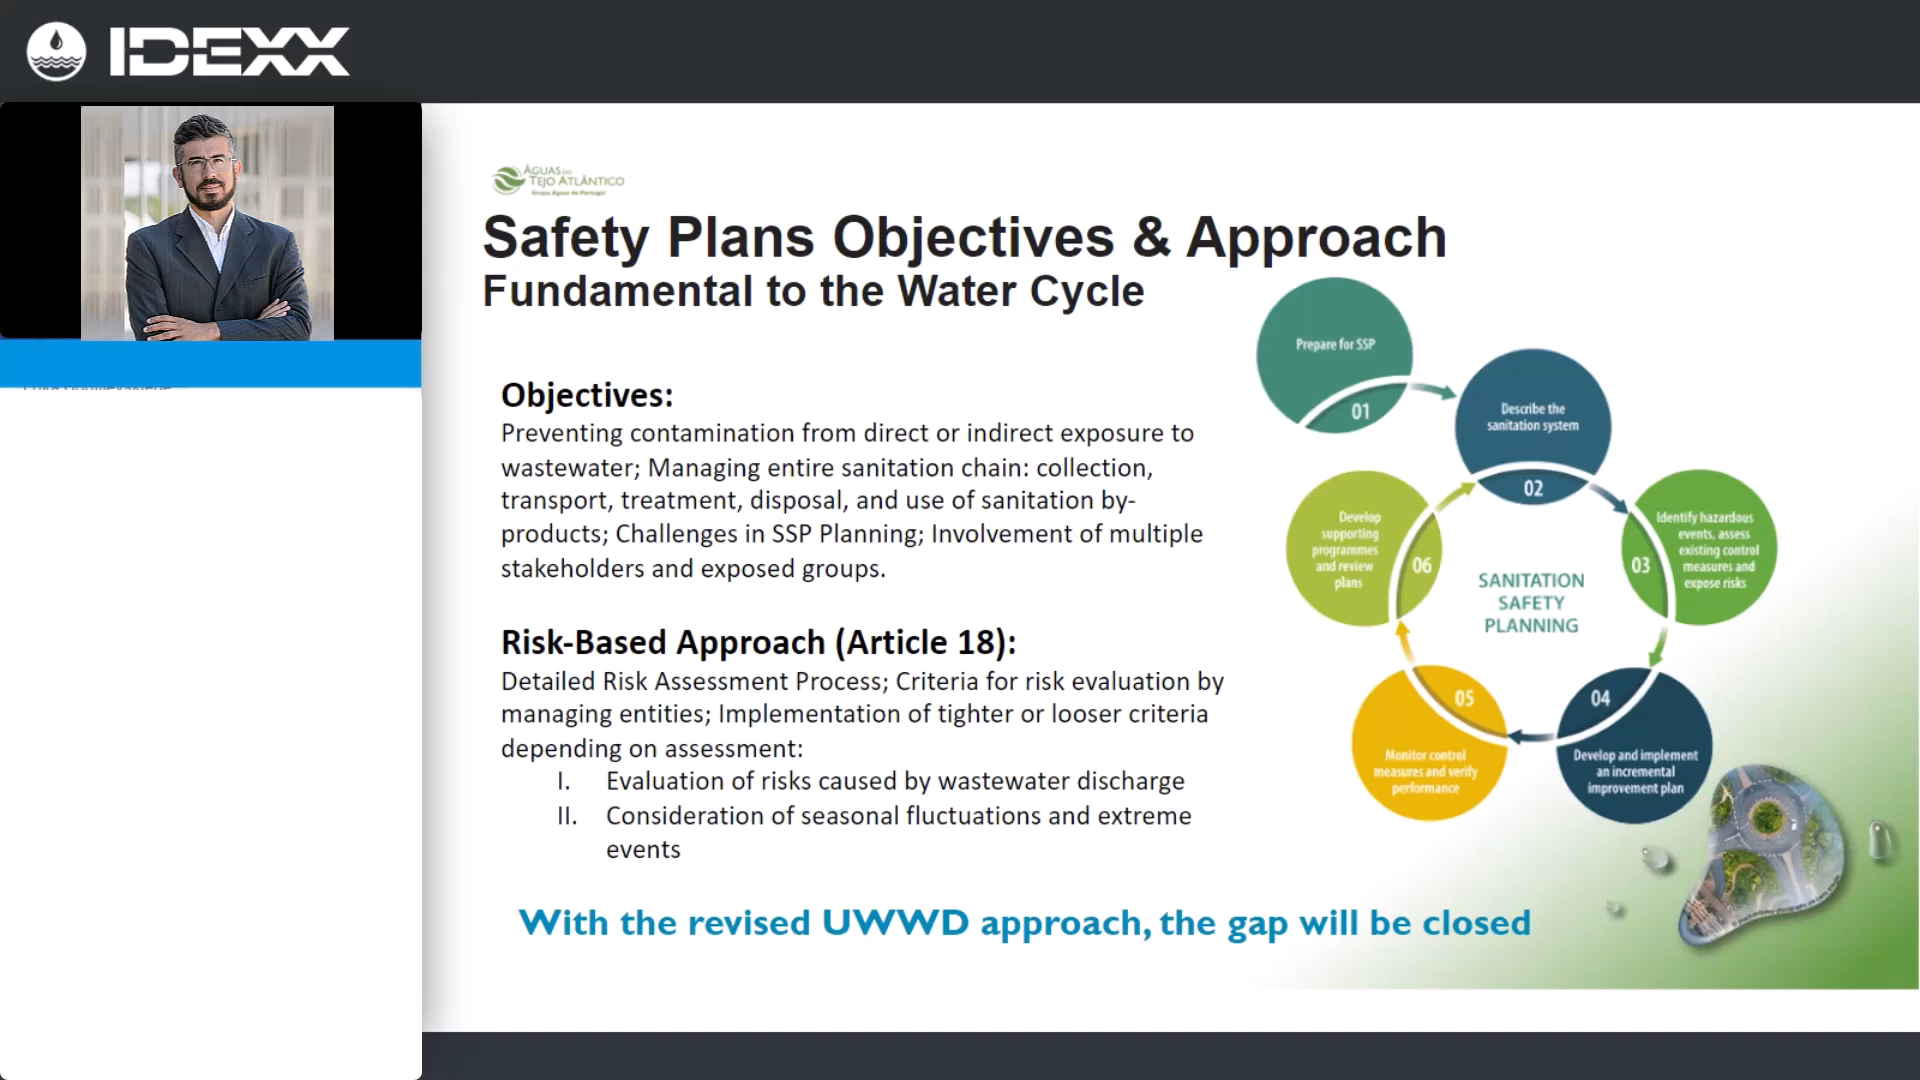 IDEXX
ÁGUAS DO
TEJO ATLÂNTICO
Grupo Águas de Portugal
Safety Plans Objectives & Approach
Fundamental to the Water Cycle
Objectives:
Preventing contamination from direct or indirect exposure to
wastewater; Managing entire sanitation chain: collection,
transport, treatment, disposal, and use of sanitation by-
products; Challenges in SSP Planning; Involvement of multiple
stakeholders and exposed groups.
Risk-Based Approach (Article 18):
Detailed Risk Assessment Process; Criteria for risk evaluation by
managing entities; Implementation of tighter or looser criteria
depending on assessment:
I. Evaluation of risks caused by wastewater discharge
II. Consideration of seasonal fluctuations and extreme
events
With the revised UWWD approach, the gap will be closed
Prepare for SSP
01
Describe the
sanitation system
02
Identify hazardous
events, assess
existing control
measures and
expose risks
03
Develop and implement
an incremental
improvement plan
04
Monitor control
measures and verify
performance
05
Develop
supporting
programmes
and review
plans
06
SANITATION
SAFETY
PLANNING